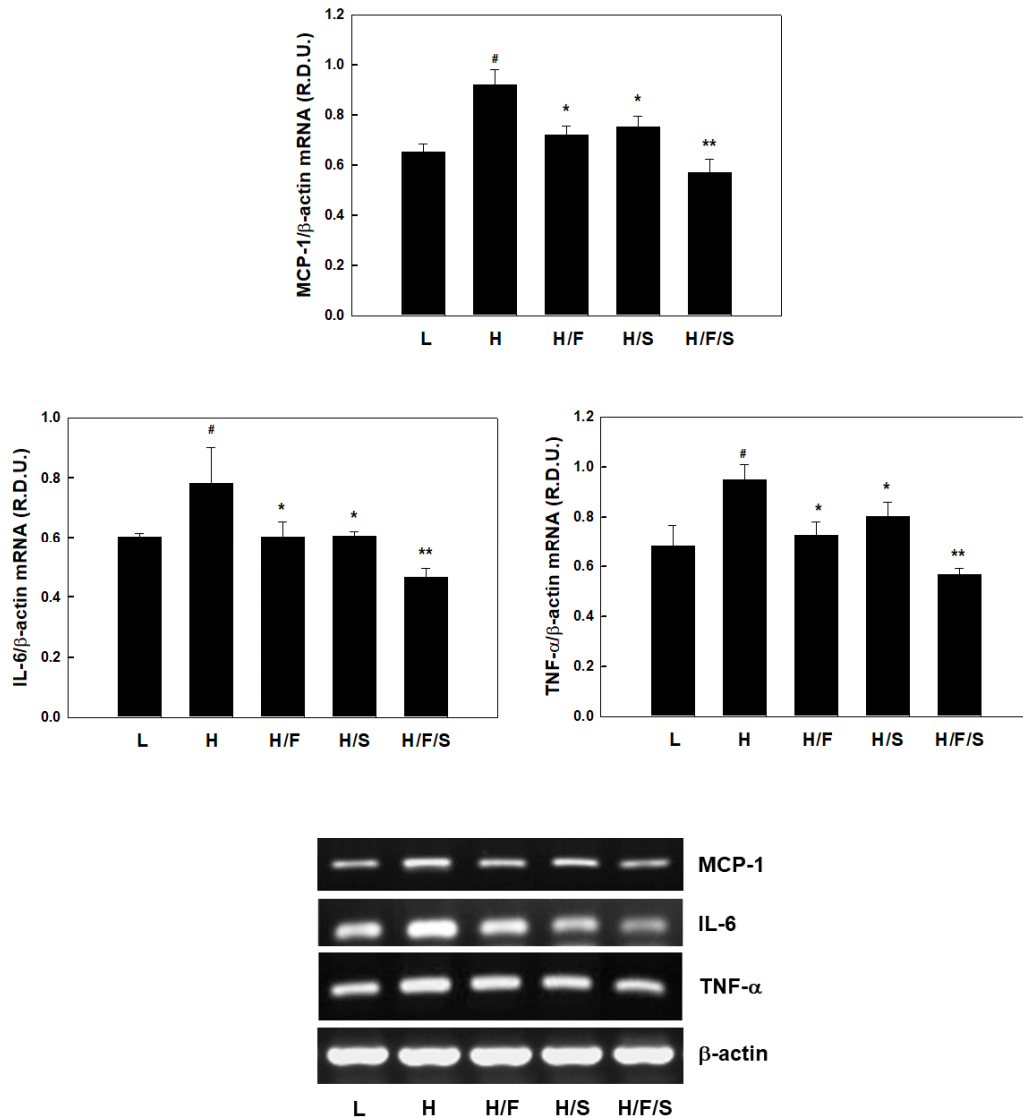 MCP-1/β-actin mRNA (R.D.U.)
1.2
1.0
0.8
0.6
0.4
0.2
0.0
#
*
*
**
L H H/F H/S H/F/S
IL-6/β-actin mRNA (R.D.U.)
1.0
0.8
0.6
0.4
0.2
0.0
#
*
*
**
L H H/F H/S H/F/S
TNF-α/β-actin mRNA (R.D.U.)
1.2
1.0
0.8
0.6
0.4
0.2
0.0
#
*
*
**
L H H/F H/S H/F/S
MCP-1
IL-6
TNF-α
β-actin
L H H/F H/S H/F/S